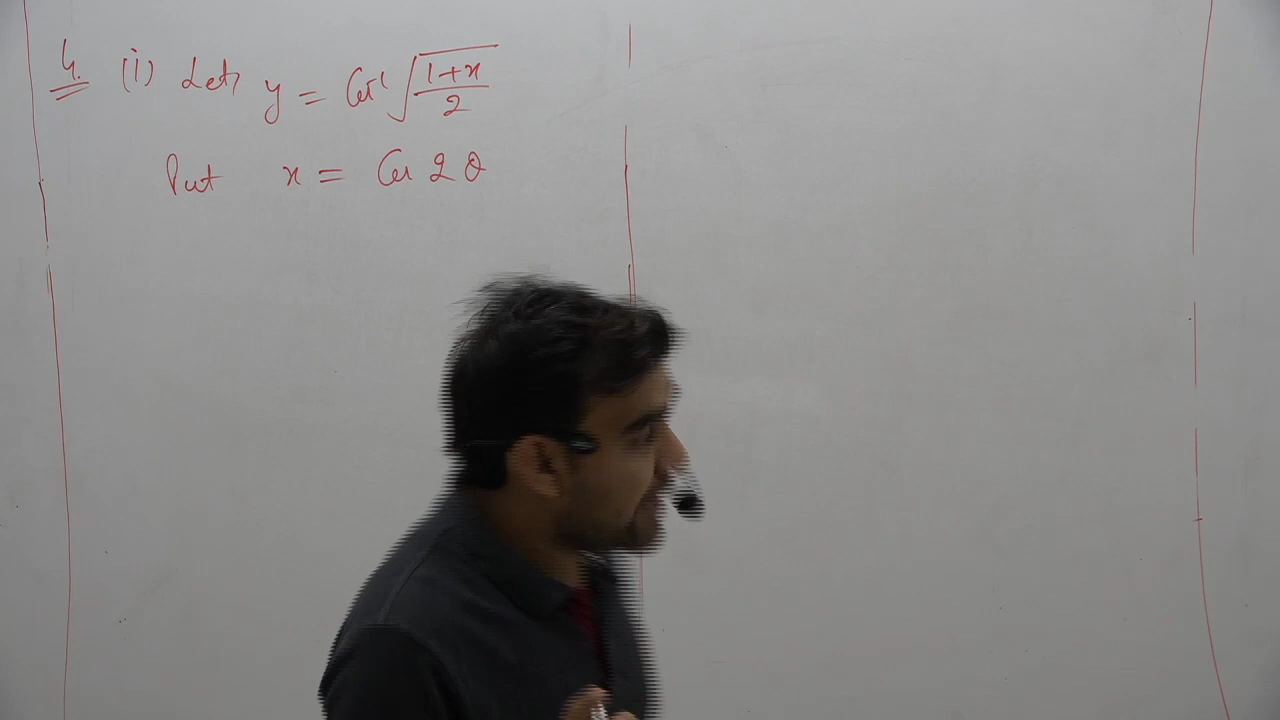 4. (i) Let y = Cos⁻¹ √((1+x)/2)
Put x = Cos 2θ